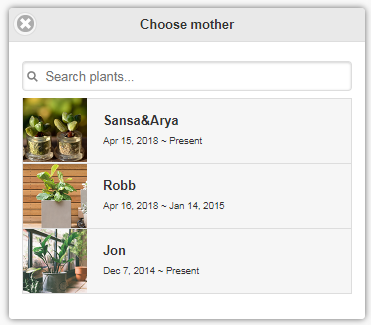 Choose mother
Search plants...
Sansa&Arya
Apr 15, 2018 ~ Present
Robb
Apr 16, 2018 ~ Jan 14, 2015
Jon
Dec 7, 2014 ~ Present